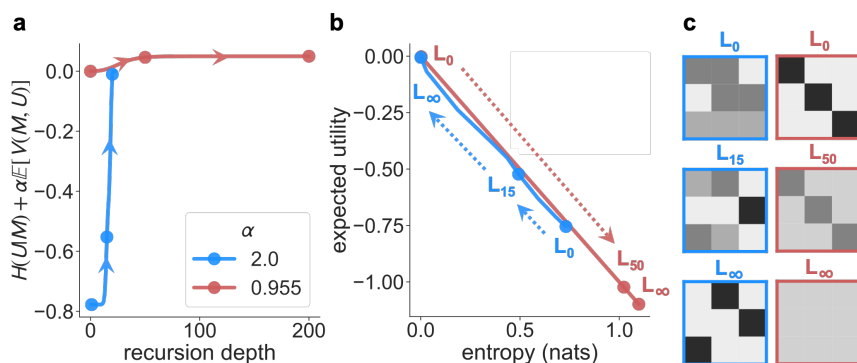 a
b
c
H(U|M) + α𝔼[V(M, U)]
0.0
−0.2
−0.4
−0.6
−0.8
0
100
200
recursion depth
α
2.0
0.955
expected utility
0.00
−0.25
−0.50
−0.75
−1.00
0.0
0.5
1.0
entropy (nats)
L₀
L∞
L₁₅
L₀
L₅₀
L∞
L₀
L₀
L₁₅
L₅₀
L∞
L∞